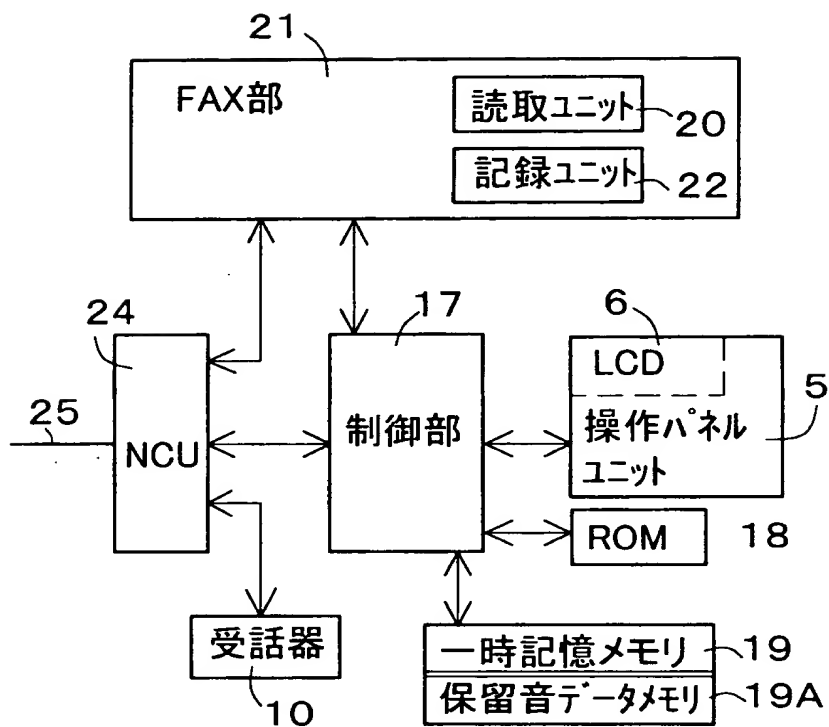 21
FAX部
読取ユニット
20
記録ユニット
22
24
17
6
LCD
5
25
NCU
制御部
操作パネル
ユニット
ROM
18
受話器
10
一時記憶メモリ
19
保留音データメモリ
19A